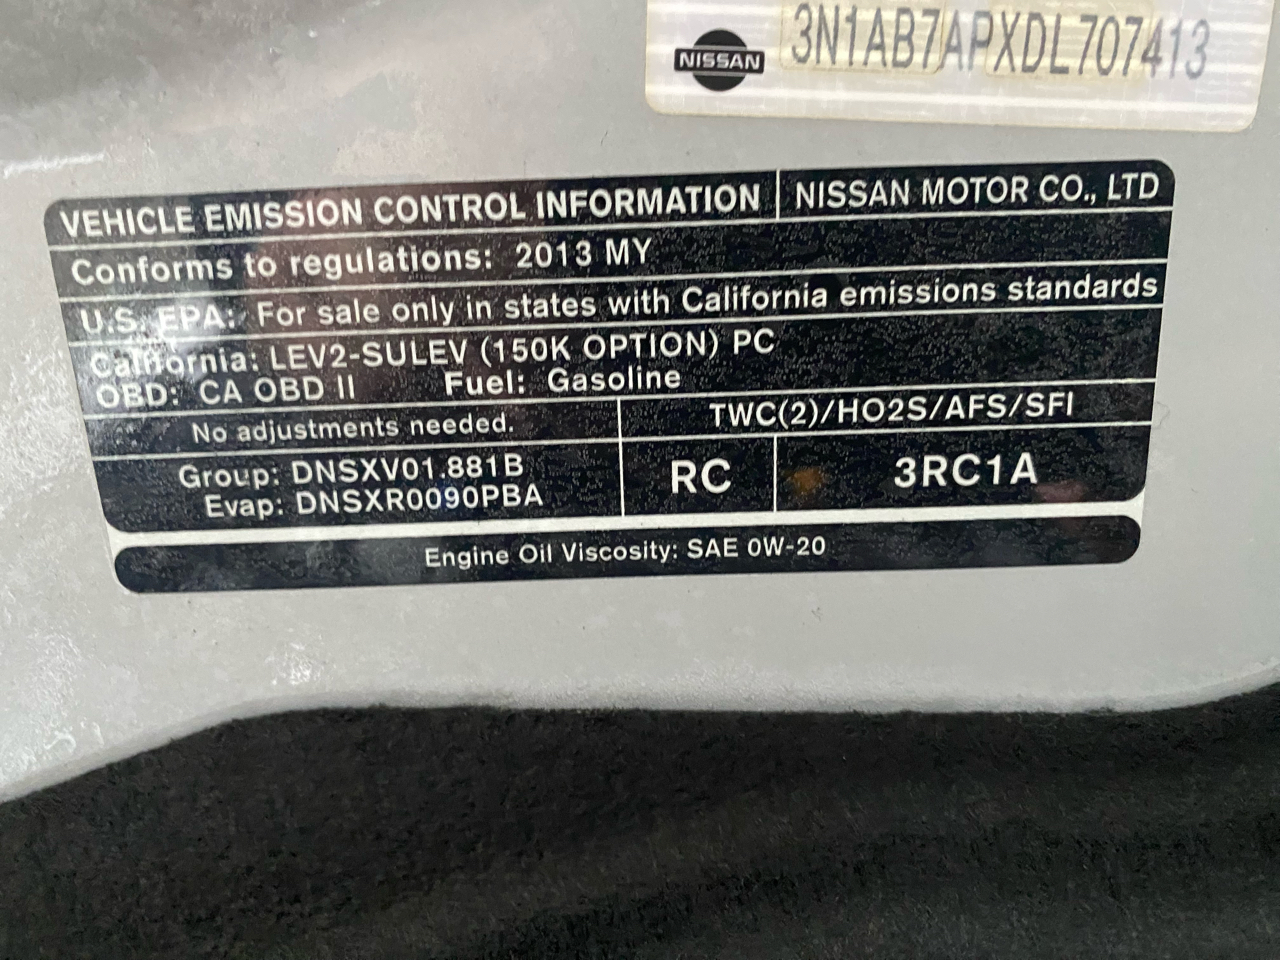 NISSAN 3N1AB7APXDL707413
VEHICLE EMISSION CONTROL INFORMATION NISSAN MOTOR CO., LTD
Conforms to regulations: 2013 MY
U.S. EPA: For sale only in states with California emissions standards
California: LEV2-SULEV (150K OPTION) PC
OBD: CA OBD II Fuel: Gasoline
No adjustments needed. TWC(2)/HO2S/AFS/SFI
Group: DNSXV01.881B
Evap: DNSXR0090PBA
RC 3RC1A
Engine Oil Viscosity: SAE 0W-20